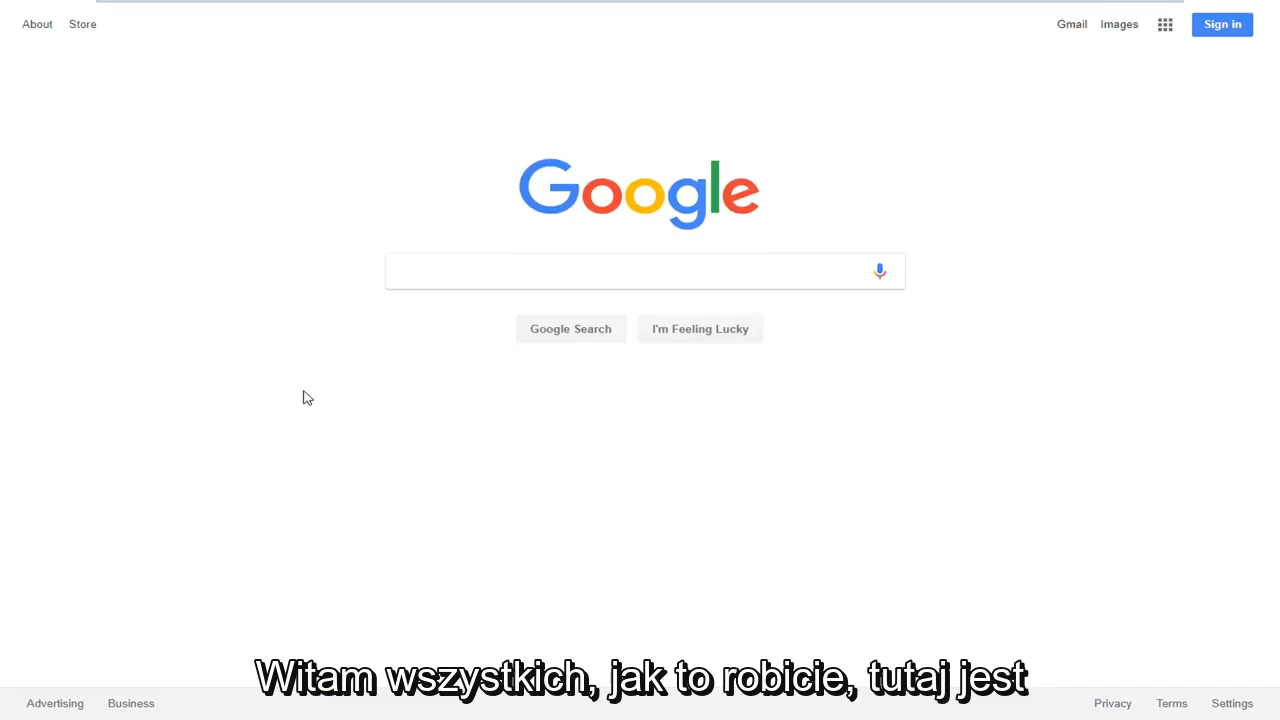 About Store
Gmail Images Sign in
Google
Google Search I'm Feeling Lucky
Witam wszystkich, jak to robicie, tutaj jest
Advertising Business
Privacy Terms Settings